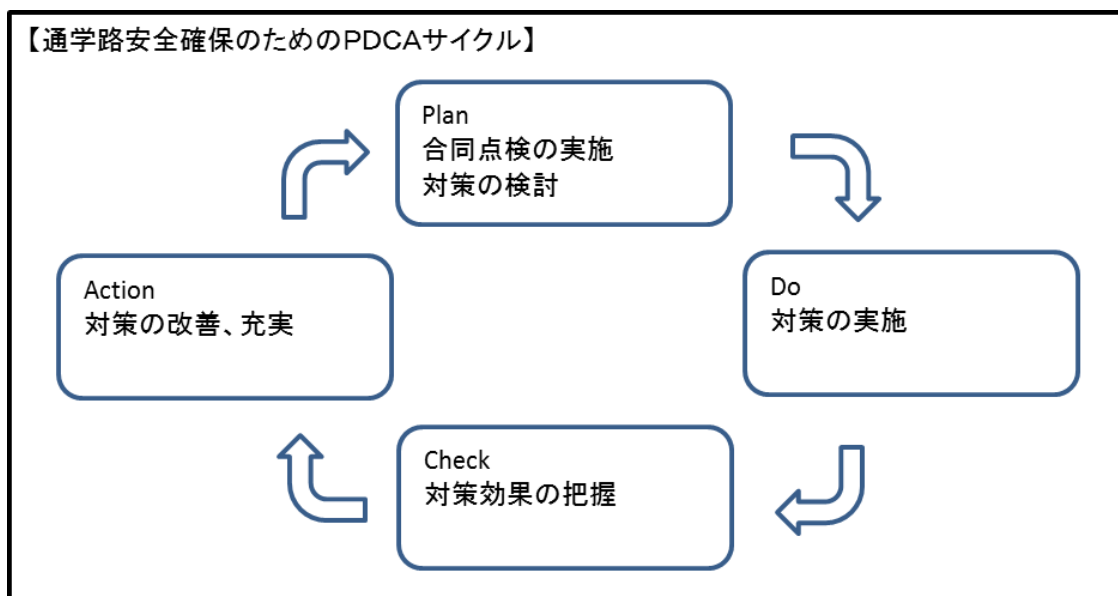 【通学路安全確保のためのPDCAサイクル】
Plan
合同点検の実施
対策の検討
Do
対策の実施
Check
対策効果の把握
Action
対策の改善、充実